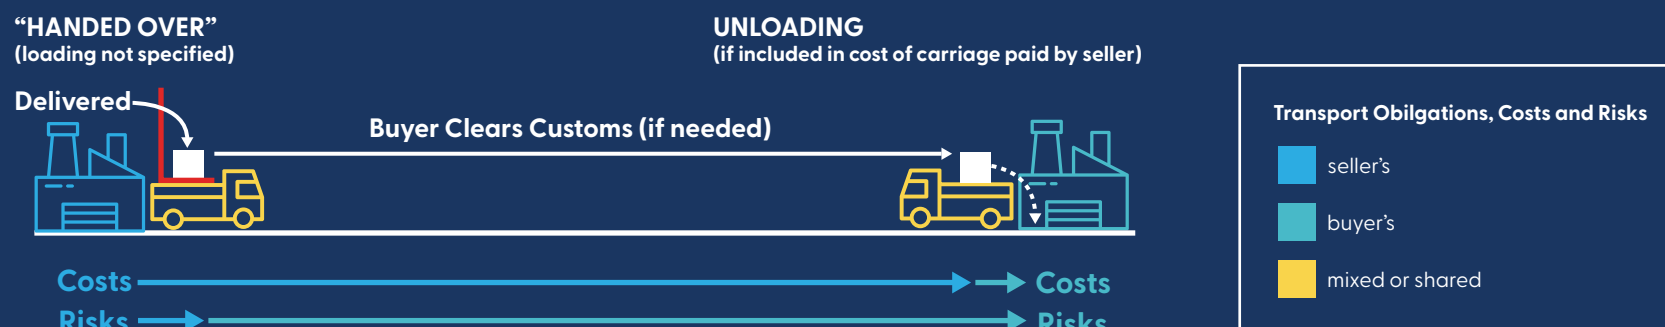 “HANDED OVER”
(loading not specified)
UNLOADING
(if included in cost of carriage paid by seller)
Delivered
Buyer Clears Customs (if needed)
Costs
Costs
Risks
Risks
Transport Obilgations, Costs and Risks
seller's
buyer's
mixed or shared